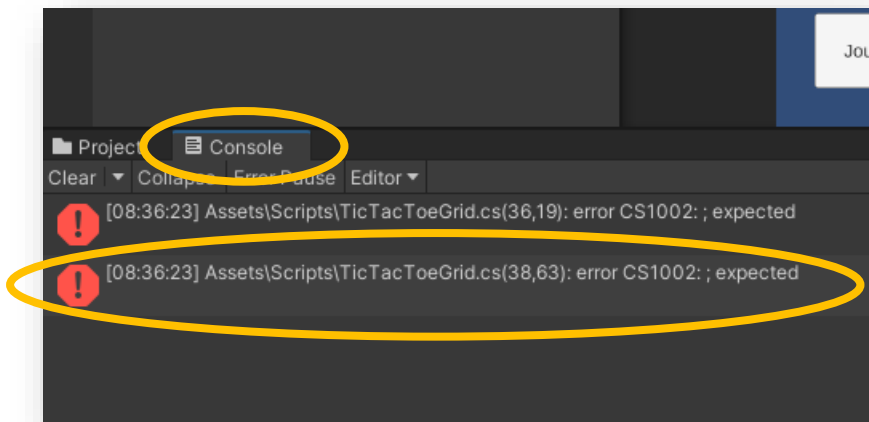 Jou
Project
Console
Clear
Collapse
Error Pause
Editor
[08:36:23] Assets\Scripts\TicTacToeGrid.cs(36,19): error CS1002: ; expected
[08:36:23] Assets\Scripts\TicTacToeGrid.cs(38,63): error CS1002: ; expected